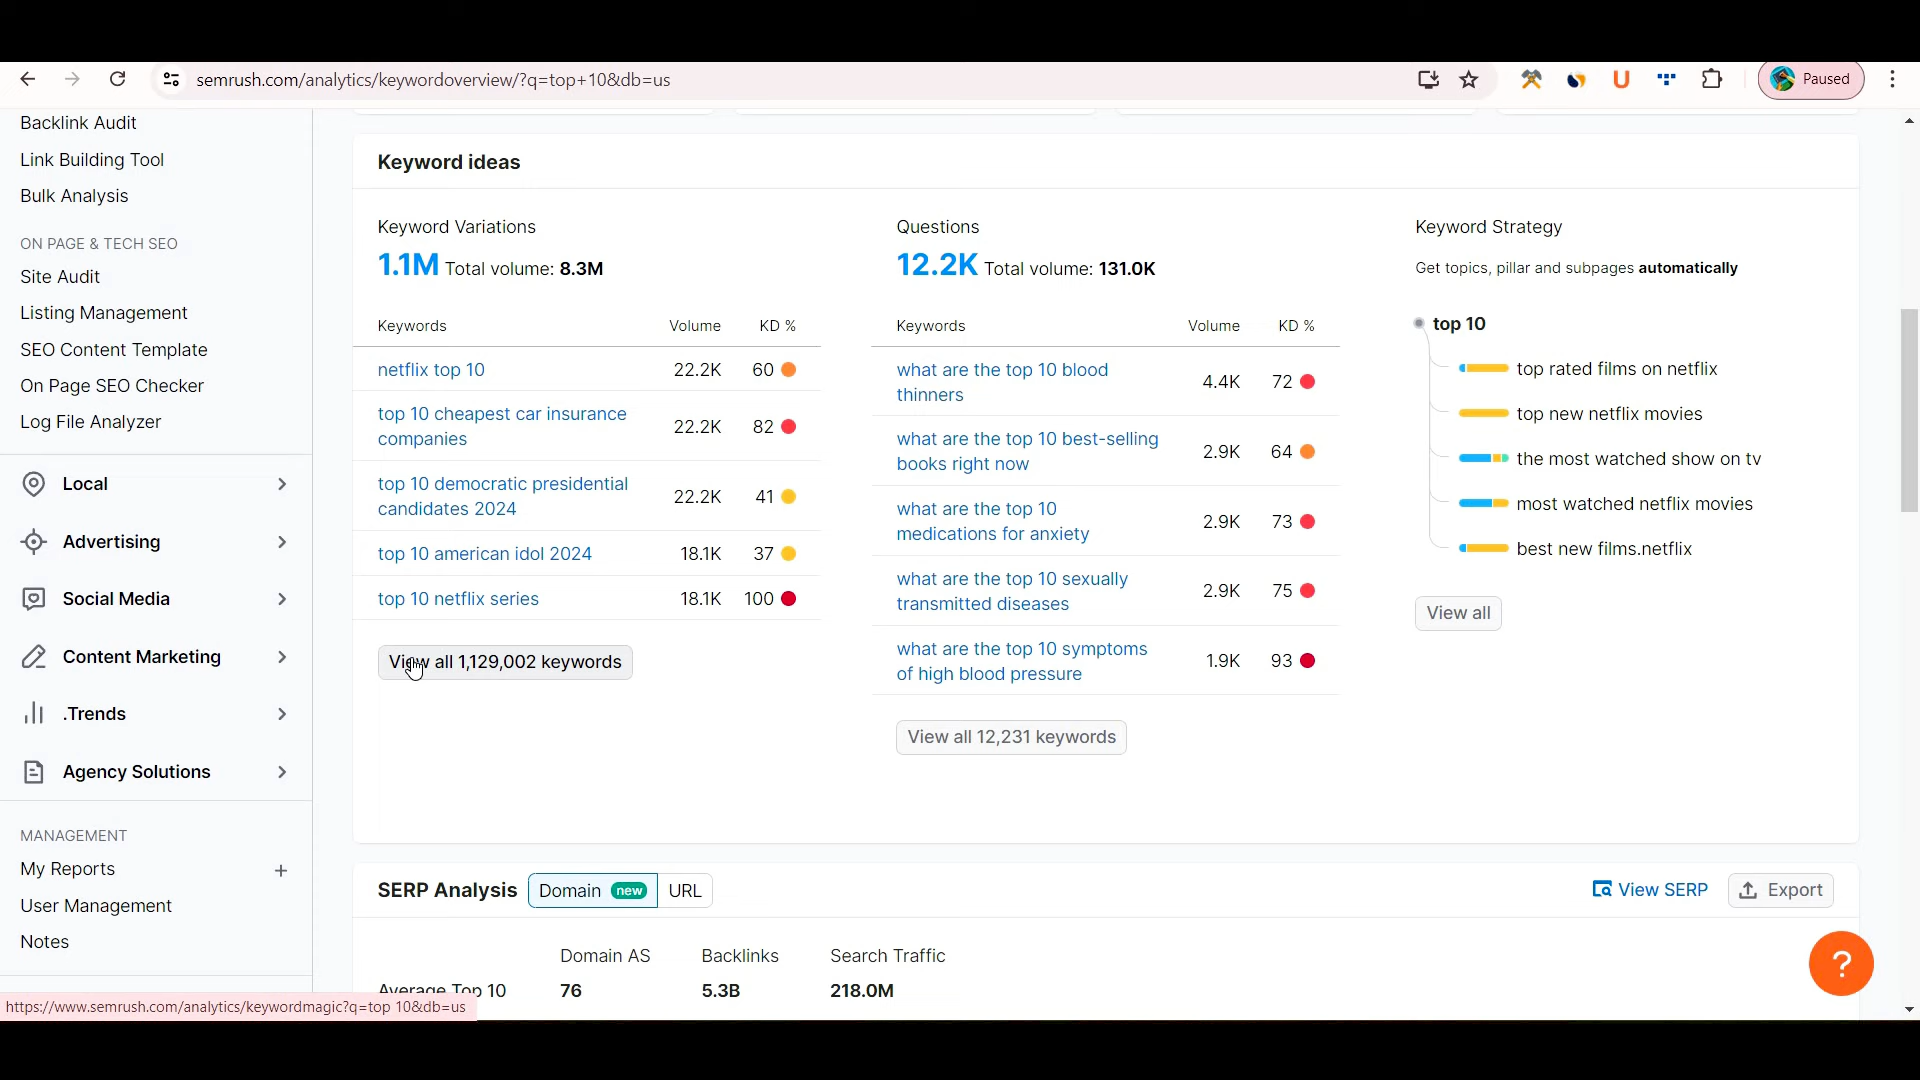 semrush.com/analytics/keywordoverview/?q=top+10&db=us
Paused
Backlink Audit
Link Building Tool
Bulk Analysis
ON PAGE & TECH SEO
Site Audit
Listing Management
SEO Content Template
On Page SEO Checker
Log File Analyzer
Local
Advertising
Social Media
Content Marketing
.Trends
Agency Solutions
MANAGEMENT
My Reports
User Management
Notes
https://www.semrush.com/analytics/keywordmagic?q=top 10&db=us
Keyword ideas
Keyword Variations
1.1M Total volume: 8.3M
Keywords Volume KD %
netflix top 10 22.2K 60
top 10 cheapest car insurance
companies 22.2K 82
top 10 democratic presidential
candidates 2024 22.2K 41
top 10 american idol 2024 18.1K 37
top 10 netflix series 18.1K 100
View all 1,129,002 keywords
Questions
12.2K Total volume: 131.0K
Keywords Volume KD %
what are the top 10 blood
thinners 4.4K 72
what are the top 10 best-selling
books right now 2.9K 64
what are the top 10
medications for anxiety 2.9K 73
what are the top 10 sexually
transmitted diseases 2.9K 75
what are the top 10 symptoms
of high blood pressure 1.9K 93
View all 12,231 keywords
Keyword Strategy
Get topics, pillar and subpages automatically
top 10
top rated films on netflix
top new netflix movies
the most watched show on tv
most watched netflix movies
best new films.netflix
View all
SERP Analysis Domain new URL
View SERP Export
Domain AS Backlinks Search Traffic
Average Top 10 76 5.3B 218.0M
?